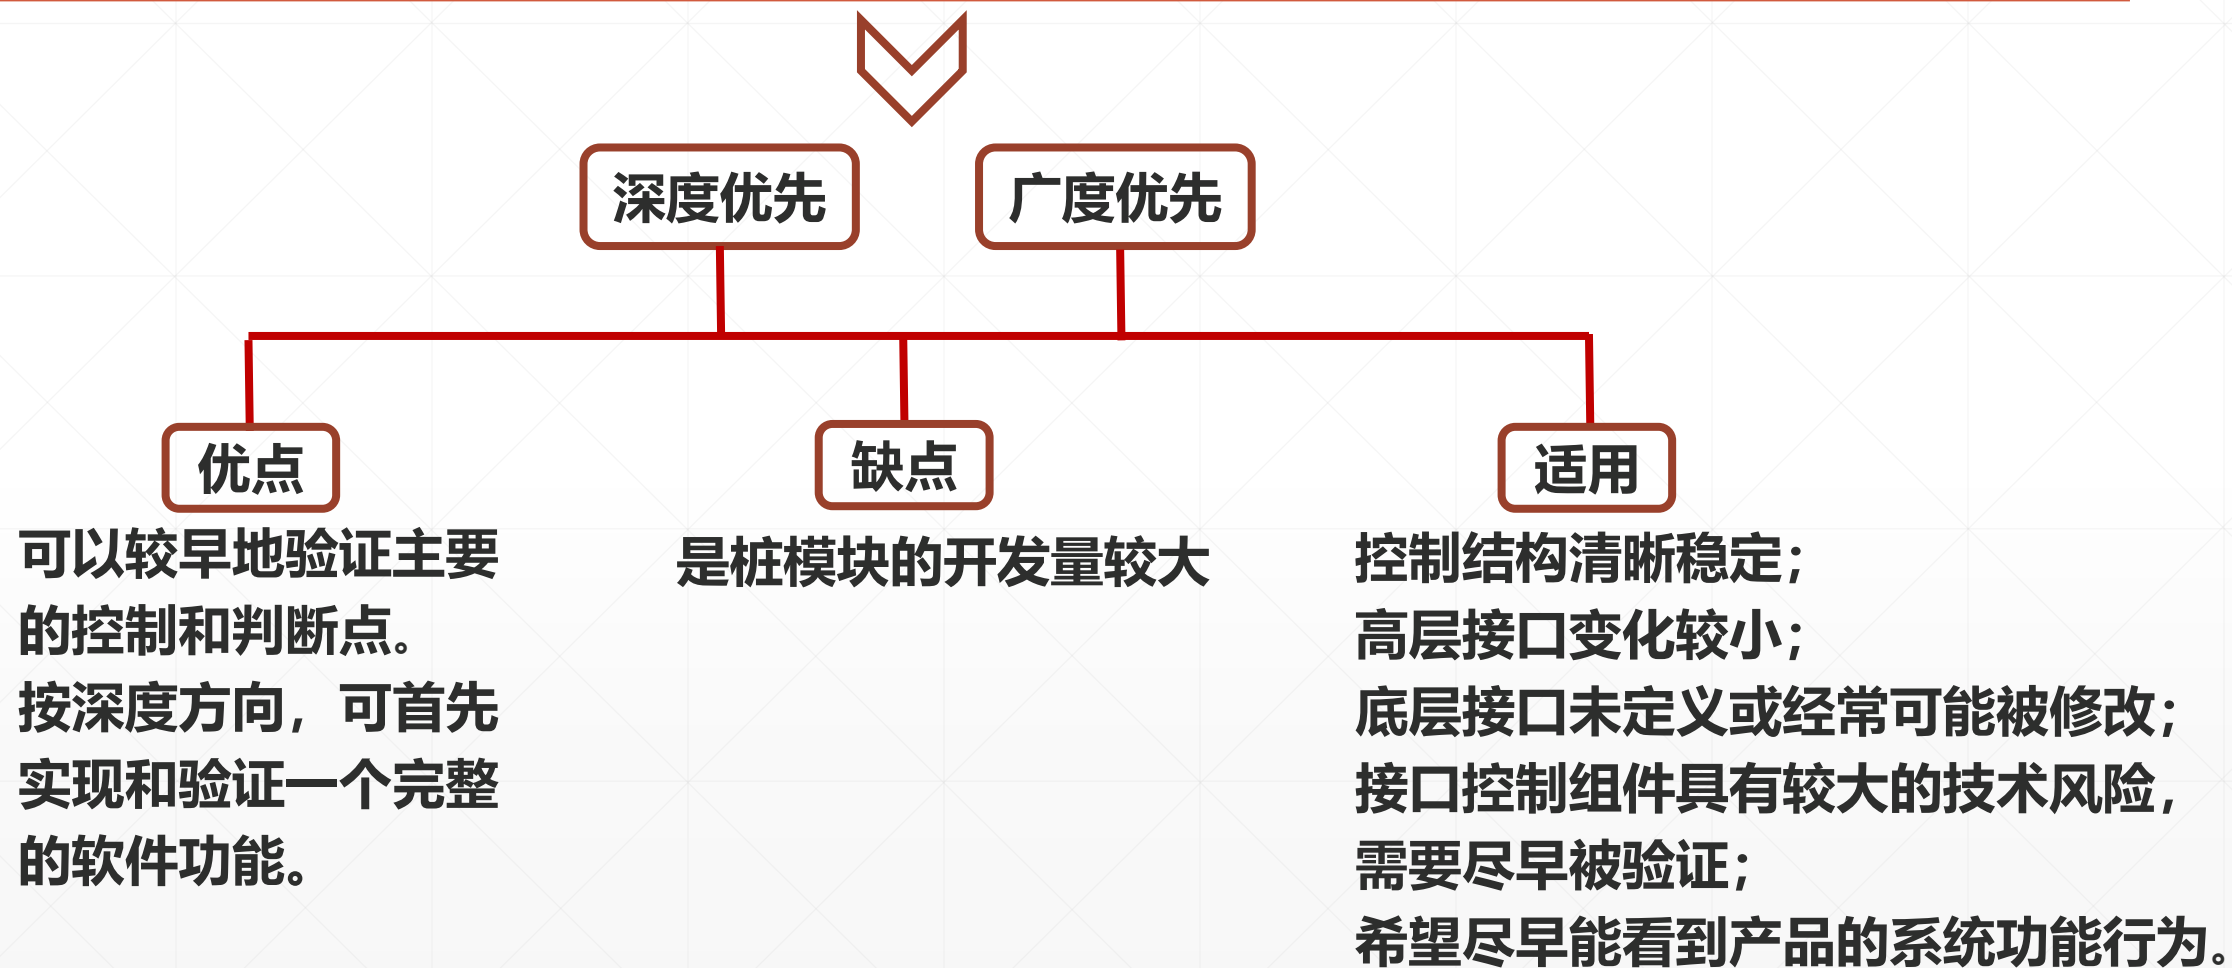 深度优先
广度优先
优点
缺点
适用
可以较早地验证主要
的控制和判断点。
按深度方向，可首先
实现和验证一个完整
的软件功能。
是桩模块的开发量较大
控制结构清晰稳定；
高层接口变化较小；
底层接口未定义或经常可能被修改；
接口控制组件具有较大的技术风险，
需要尽早被验证；
希望尽早能看到产品的系统功能行为。